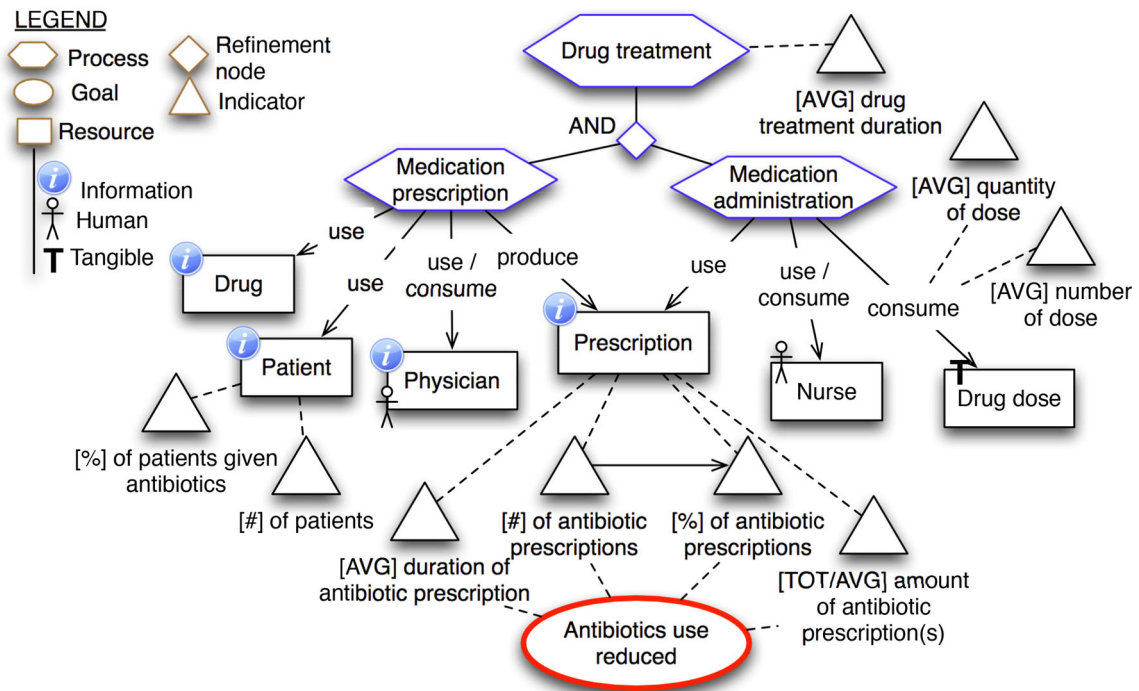 LEGEND
Process
Goal
Resource
Refinement
node
Indicator
i
Information
Human
T
Tangible
Drug treatment
[AVG] drug
treatment duration
AND
Medication
prescription
Medication
administration
[AVG] quantity
of dose
[AVG] number
of dose
use
use
use /
consume
produce
use
use /
consume
consume
i
Drug
i
Patient
i
Physician
i
Prescription
Nurse
T
Drug dose
[%] of patients given
antibiotics
[#] of patients
[AVG] duration of
antibiotic prescription
[#] of antibiotic
prescriptions
[%] of antibiotic
prescriptions
[TOT/AVG] amount
of antibiotic
prescription(s)
Antibiotics use
reduced